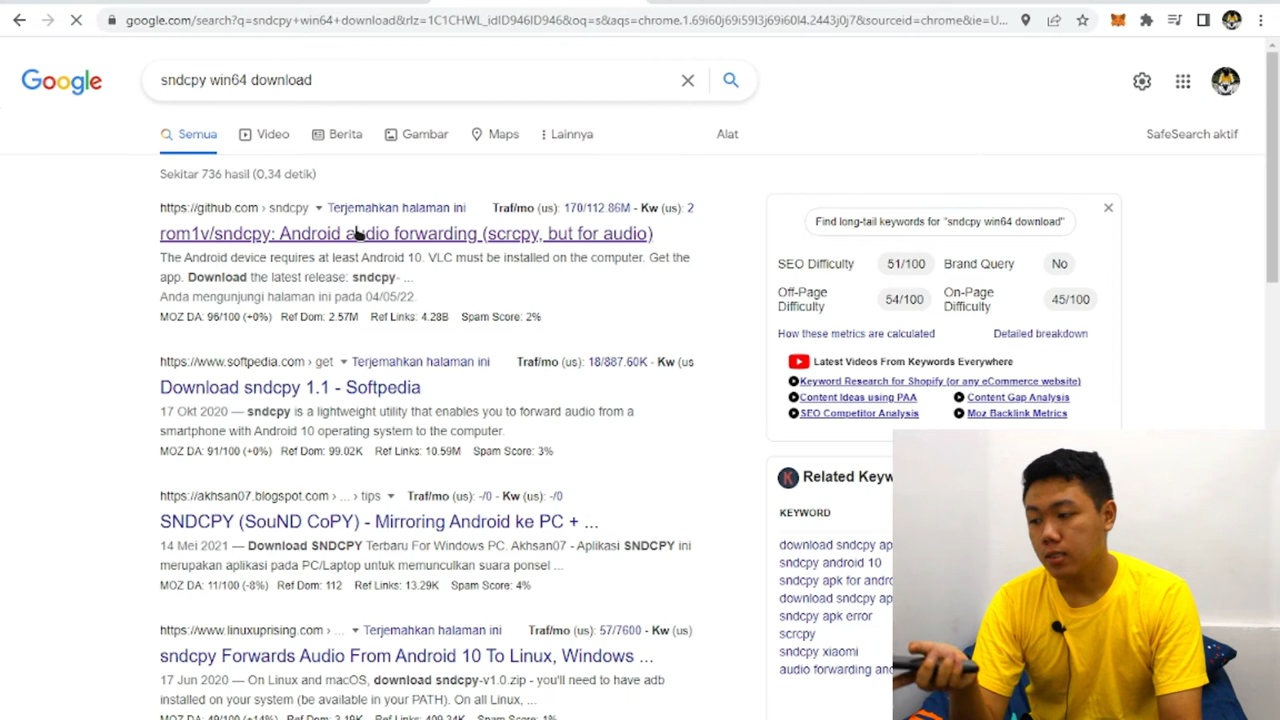 google.com/search?q=sndcpy+win64+download&rlz=1C1CHWL_idID946ID946&oq=s&aqs=chrome.1.69i60j69i59l3j69i60l4.2443j0j7&sourceid=chrome&ie=U...
Google
sndcpy win64 download
Semua
Video
Berita
Gambar
Maps
Lainnya
Alat
SafeSearch aktif
Sekitar 736 hasil (0,34 detik)
https://github.com › sndcpy Terjemahkan halaman ini Traf/mo (us): 170/112.86M - Kw (us): 2
rom1v/sndcpy: Android audio forwarding (scrcpy, but for audio)
The Android device requires at least Android 10. VLC must be installed on the computer. Get the
app. Download the latest release: sndcpy- ...
Anda mengunjungi halaman ini pada 04/05/22.
MOZ DA: 96/100 (+0%) Ref Dom: 2.57M Ref Links: 4.28B Spam Score: 2%
https://www.softpedia.com › get Terjemahkan halaman ini Traf/mo (us): 18/887.60K - Kw (us
Download sndcpy 1.1 - Softpedia
17 Okt 2020 — sndcpy is a lightweight utility that enables you to forward audio from a
smartphone with Android 10 operating system to the computer.
MOZ DA: 91/100 (+0%) Ref Dom: 99.02K Ref Links: 10.59M Spam Score: 3%
https://akhsan07.blogspot.com › ... › tips Traf/mo (us): -/0 - Kw (us): -/0
SNDCPY (SouND CoPY) - Mirroring Android ke PC + ...
14 Mei 2021 — Download SNDCPY Terbaru For Windows PC. Akhsan07 - Aplikasi SNDCPY ini
merupakan aplikasi pada PC/Laptop untuk memunculkan suara ponsel ...
MOZ DA: 11/100 (-8%) Ref Dom: 112 Ref Links: 13.29K Spam Score: 4%
https://www.linuxuprising.com › ... Terjemahkan halaman ini Traf/mo (us): 57/7600 - Kw (us)
sndcpy Forwards Audio From Android 10 To Linux, Windows ...
17 Jun 2020 — On Linux and macOS, download sndcpy-v1.0.zip - you'll need to have adb
installed on your system (be available in your PATH). On all Linux, ...
MOZ DA: 49/100 (+14%) Ref Dom: 3.19K Ref Links: 409.34K Spam Score: 1%
Find long-tail keywords for "sndcpy win64 download"
SEO Difficulty 51/100 Brand Query No
Off-Page Difficulty 54/100 On-Page Difficulty 45/100
How these metrics are calculated Detailed breakdown
Latest Videos From Keywords Everywhere
Keyword Research for Shopify (or any eCommerce website)
Content Ideas using PAA Content Gap Analysis
SEO Competitor Analysis Moz Backlink Metrics
K Related Keyw
KEYWORD
download sndcpy ap
sndcpy android 10
sndcpy apk for andro
download sndcpy ap
sndcpy apk error
scrcpy
sndcpy xiaomi
audio forwarding an